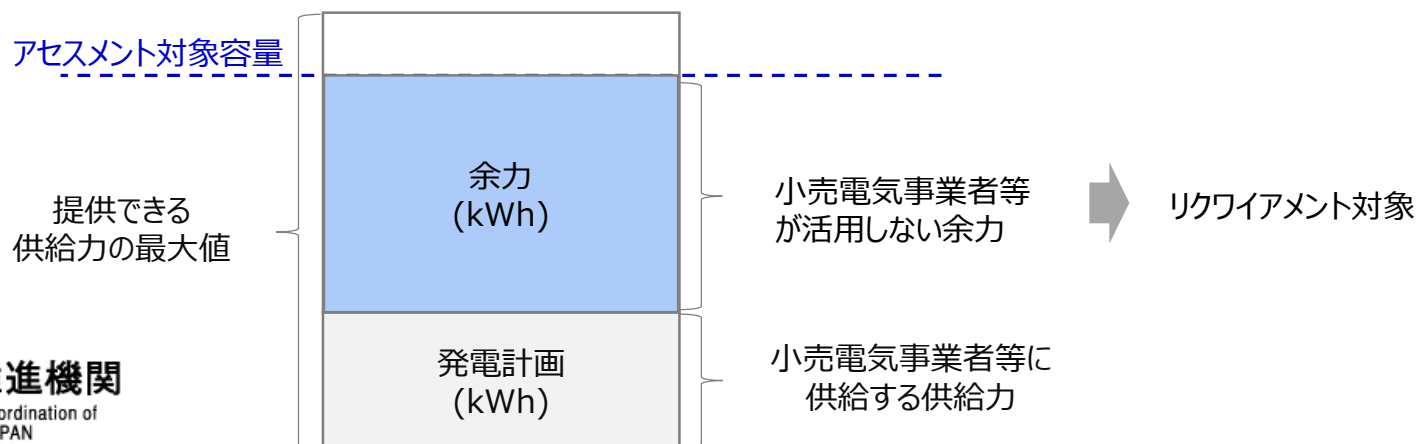 アセスメント対象容量
提供できる
供給力の最大値
余力
(kWh)
小売電気事業者等
が活用しない余力
リクワイアメント対象
発電計画
(kWh)
小売電気事業者等に
供給する供給力
進機関
ordination of
PAN